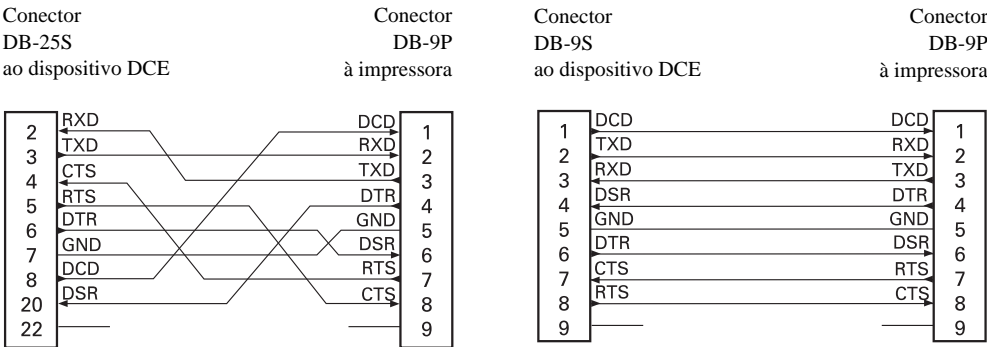 Conector Conector
DB-25S DB-9P
ao dispositivo DCE à impressora
2 RXD DCD 1
3 TXD RXD 2
4 CTS TXD 3
5 RTS DTR 4
6 DTR GND 5
7 GND DSR 6
8 DCD RTS 7
20 DSR CTS 8
22 9
Conector Conector
DB-9S DB-9P
ao dispositivo DCE à impressora
1 DCD DCD 1
2 TXD RXD 2
3 RXD TXD 3
4 DSR DTR 4
5 GND GND 5
6 DTR DSR 6
7 CTS RTS 7
8 RTS CTS 8
9 9